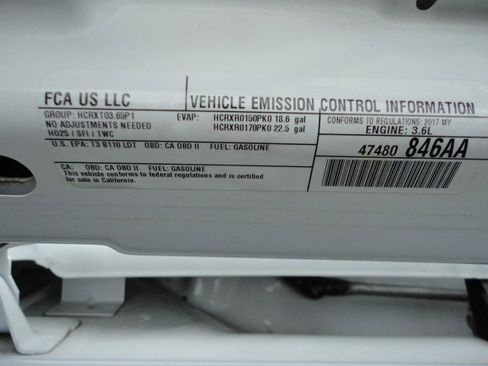 FCA US LLC
VEHICLE EMISSION CONTROL INFORMATION
GROUP: HCRXT03.65P1
NO ADJUSTMENTS NEEDED
HO2S / SFI / TWC
EVAP: HCRXR0150PK0 18.6 gal
HCRXR0170PK0 22.5 gal
CONFORMS TO REGULATIONS: 2017 MY
ENGINE: 3.6L
U.S. EPA: T3 B110 LDT OBD: CA OBD II FUEL: GASOLINE
47480 846AA
CA: OBD: CA OBD II FUEL: GASOLINE
This vehicle conforms to federal regulations and is certified
for sale in California.